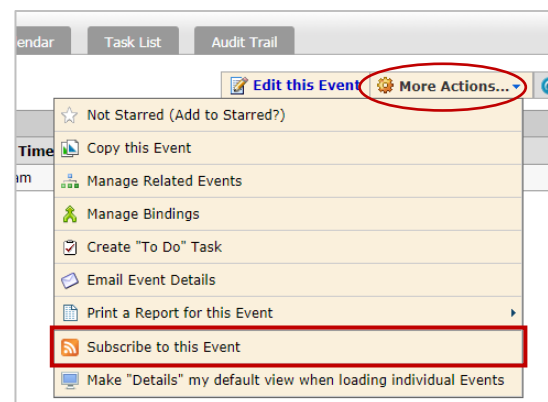 endar Task List Audit Trail
Edit this Event More Actions...
Not Starred (Add to Starred?)
Time
Copy this Event
am
Manage Related Events
Manage Bindings
Create "To Do" Task
Email Event Details
Print a Report for this Event
Subscribe to this Event
Make "Details" my default view when loading individual Events